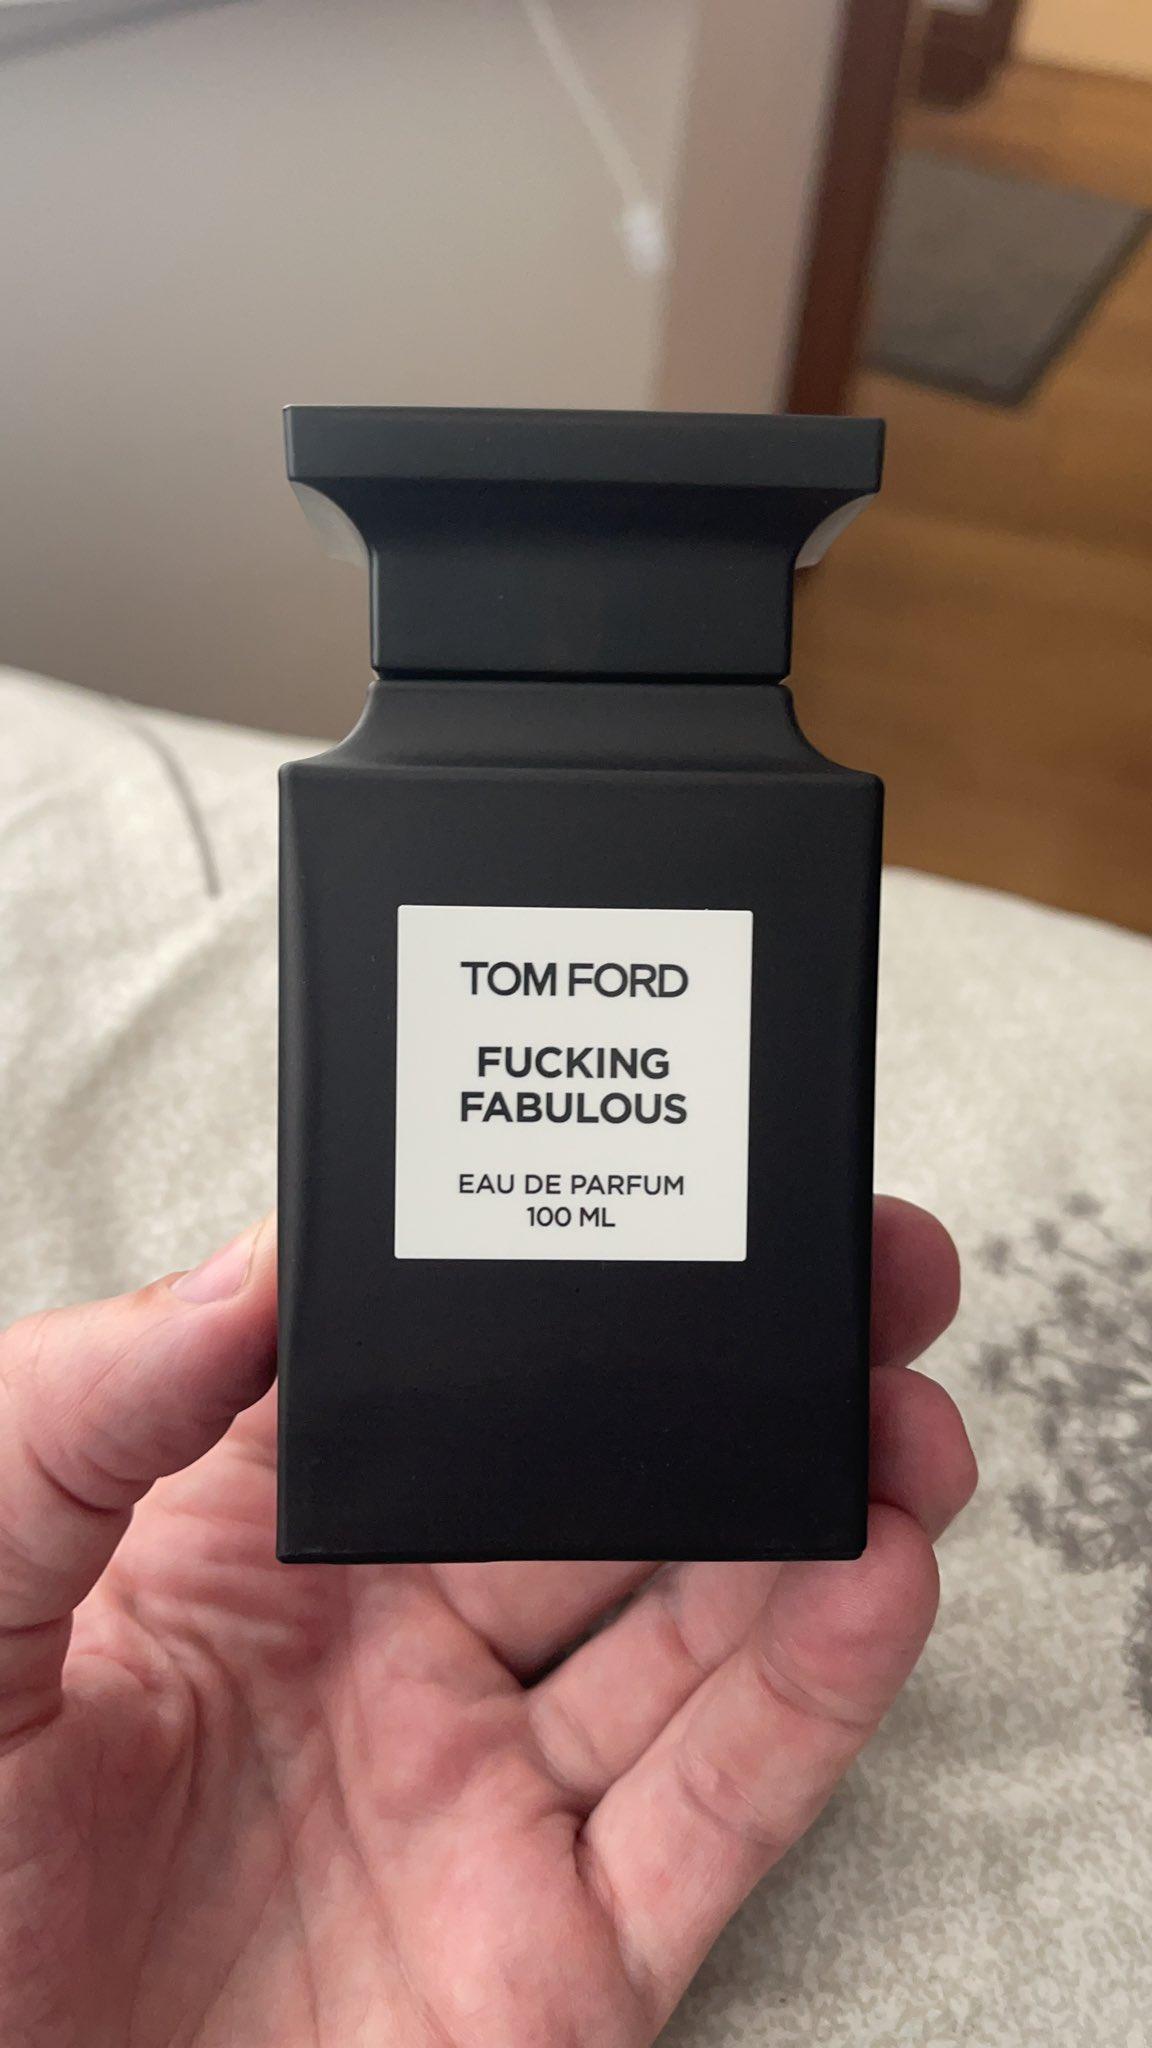 TOM FORD
FUCKING
FABULOUS
EAU DE PARFUM
100 ML